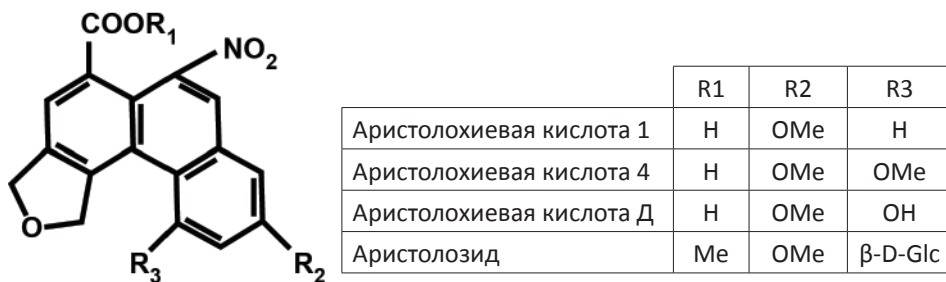 COOR1
NO2
O
R3
R2
R1 R2 R3
Аристолохиевая кислота 1 H OMe H
Аристолохиевая кислота 4 H OMe OMe
Аристолохиевая кислота Д H OMe OH
Аристолозид Me OMe β-D-Glc